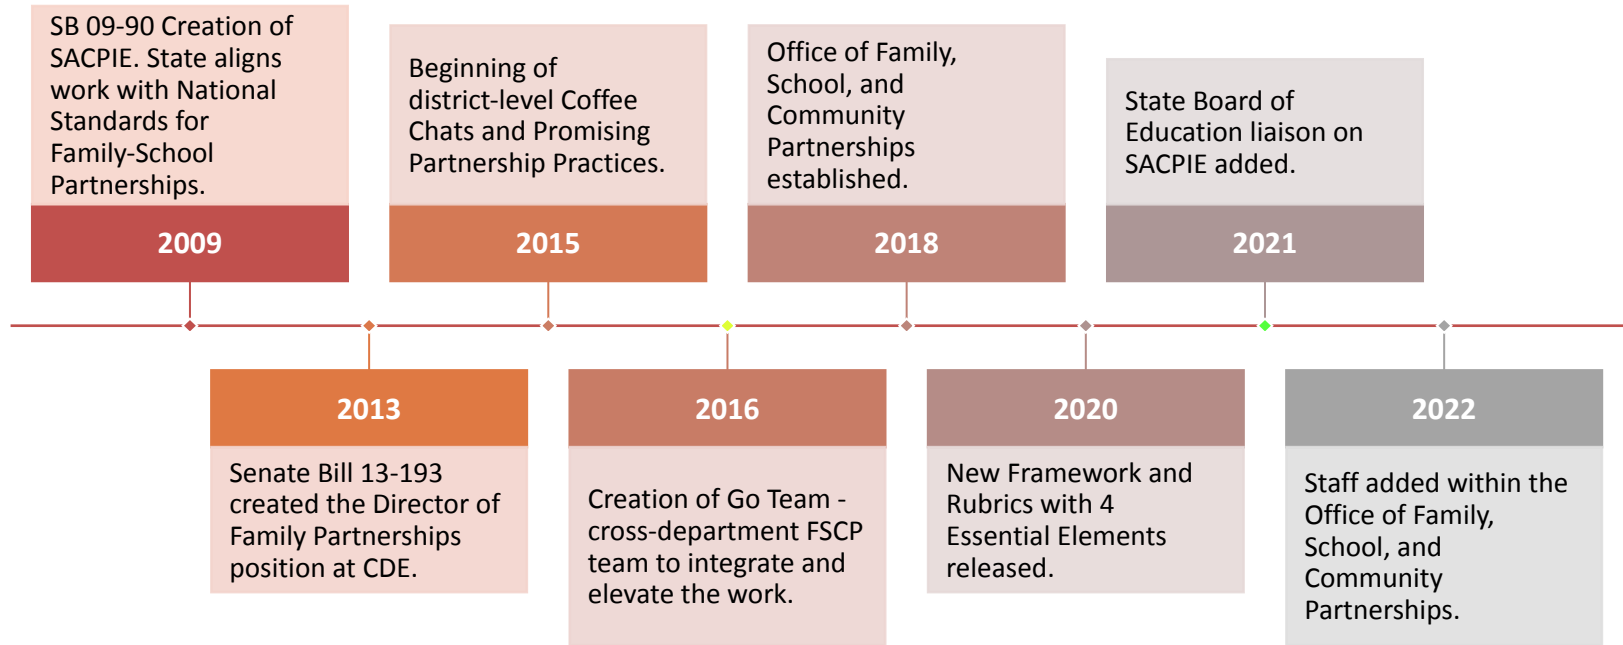 SB 09-90 Creation of
SACPIE. State aligns
work with National
Standards for
Family-School
Partnerships.
2009
Senate Bill 13-193
created the Director of
Family Partnerships
position at CDE.
2013
Beginning of
district-level Coffee
Chats and Promising
Partnership Practices.
2015
2016
Creation of Go Team -
cross-department FSCP
team to integrate and
elevate the work.
Office of Family,
School, and
Community
Partnerships
established.
2018
2020
New Framework and
Rubrics with 4
Essential Elements
released.
State Board of
Education liaison on
SACPIE added.
2021
2022
Staff added within the
Office of Family,
School, and
Community
Partnerships.